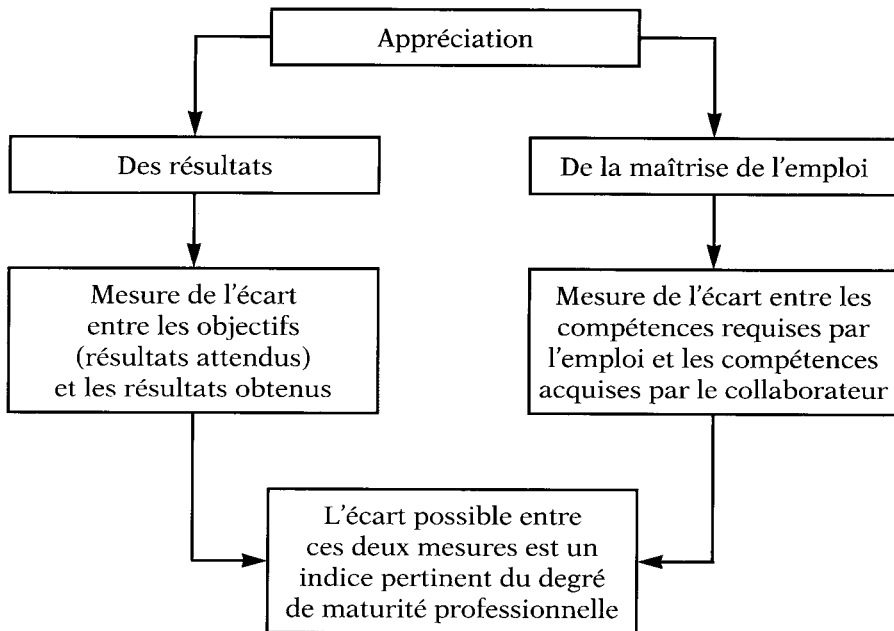 Appréciation
Des résultats
De la maîtrise de l'emploi
Mesure de l'écart
entre les objectifs
(résultats attendus)
et les résultats obtenus
Mesure de l'écart entre les
compétences requises par
l'emploi et les compétences
acquises par le collaborateur
L'écart possible entre
ces deux mesures est un
indice pertinent du degré
de maturité professionnelle